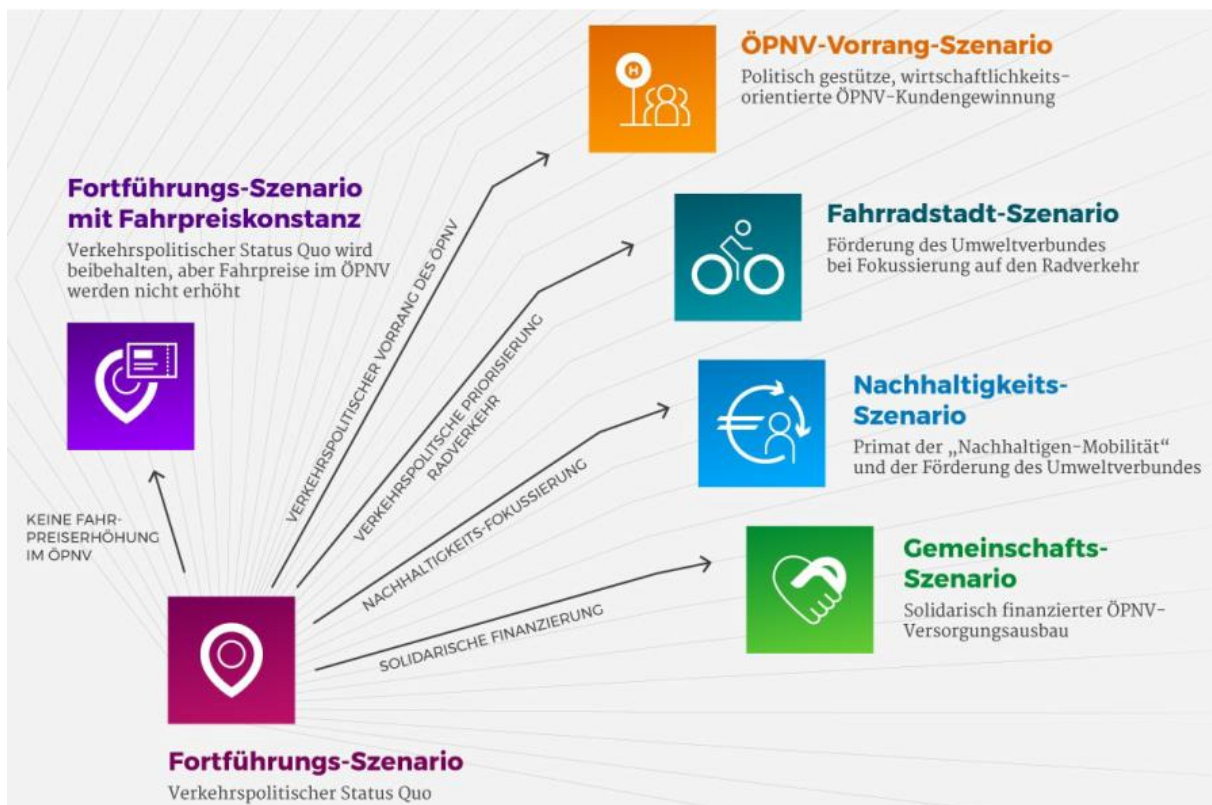 ÖPNV-Vorrang-Szenario
Politisch gestütze, wirtschaftlichkeits-
orientierte ÖPNV-Kundengewinnung
H
Fortführungs-Szenario
mit Fahrpreiskonstanz
Verkehrspolitischer Status Quo wird
beibehalten, aber Fahrpreise im ÖPNV
werden nicht erhöht
Fahrradstadt-Szenario
Förderung des Umweltverbundes
bei Fokussierung auf den Radverkehr
Nachhaltigkeits-
Szenario
Primat der „Nachhaltigen-Mobilität“
und der Förderung des Umweltverbundes
Gemeinschafts-
Szenario
Solidarisch finanzierter ÖPNV-
Versorgungsausbau
KEINE FAHR-
PREISERHÖHUNG
IM ÖPNV
VERKEHRSPOLITISCHER VORRANG DES ÖPNV
VERKEHRSPOLITISCHE PRIORISIERUNG
RADVERKEHR
NACHHALTIGKEITS-FOKUSSIERUNG
SOLIDARISCHE FINANZIERUNG
Fortführungs-Szenario
Verkehrspolitischer Status Quo